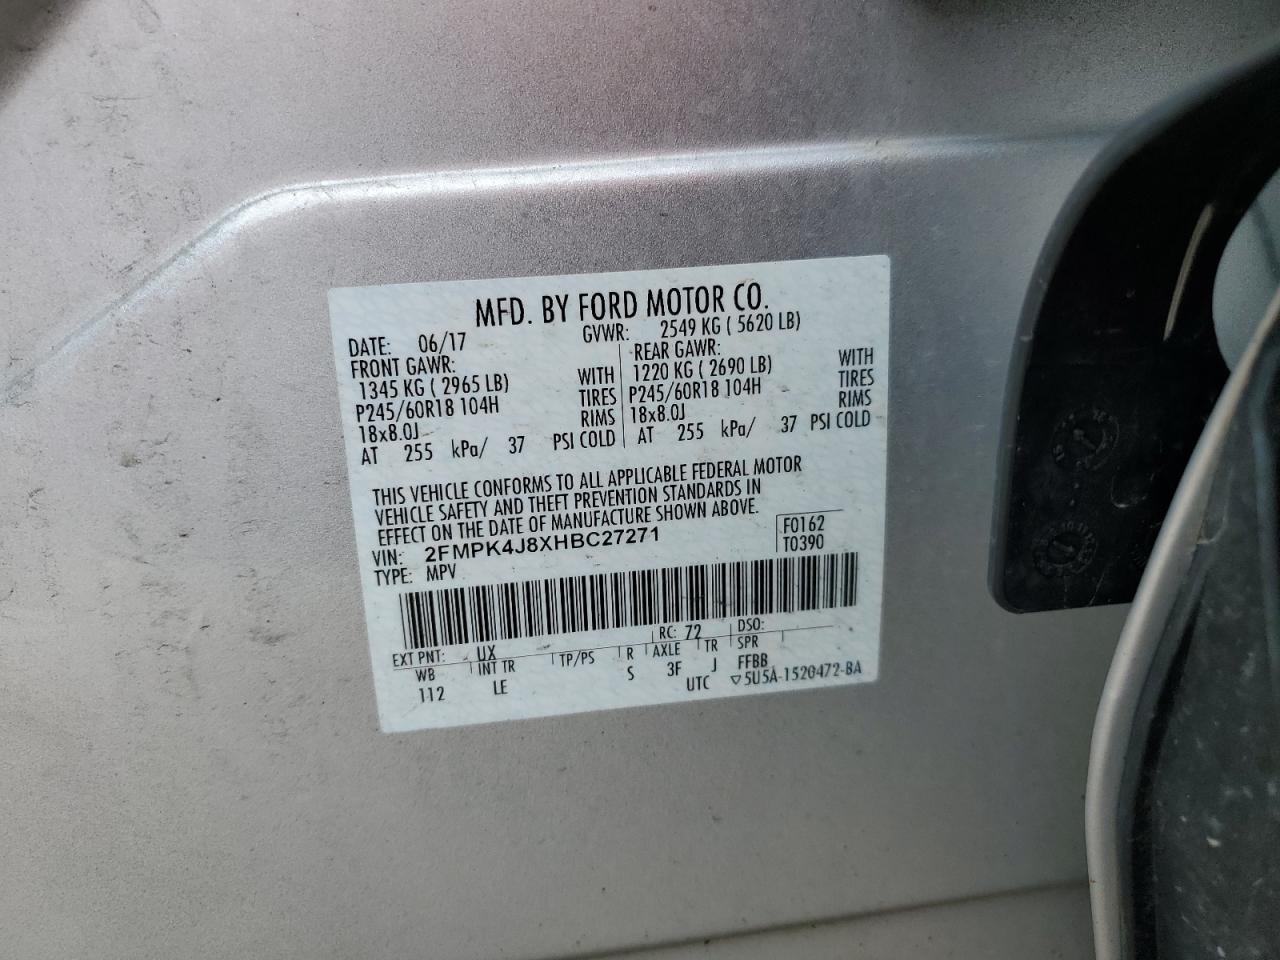 MFD. BY FORD MOTOR CO.
DATE: 06/17 GVWR: 2549 KG ( 5620 LB)
FRONT GAWR: REAR GAWR:
1345 KG ( 2965 LB) WITH 1220 KG ( 2690 LB) WITH
P245/60R18 104H TIRES P245/60R18 104H TIRES
18x8.0J RIMS 18x8.0J RIMS
AT 255 kPa/ 37 PSI COLD AT 255 kPa/ 37 PSI COLD
THIS VEHICLE CONFORMS TO ALL APPLICABLE FEDERAL MOTOR
VEHICLE SAFETY AND THEFT PREVENTION STANDARDS IN
EFFECT ON THE DATE OF MANUFACTURE SHOWN ABOVE.
VIN: 2FMPK4J8XHBC27271 F0162
TYPE: MPV T0390
EXT PNT: UX RC: 72 DSO:
WB INT TR TP/PS R AXLE TR SPR
112 LE S 3F J FFBB
UTC ▽5U5A-1520472-BA